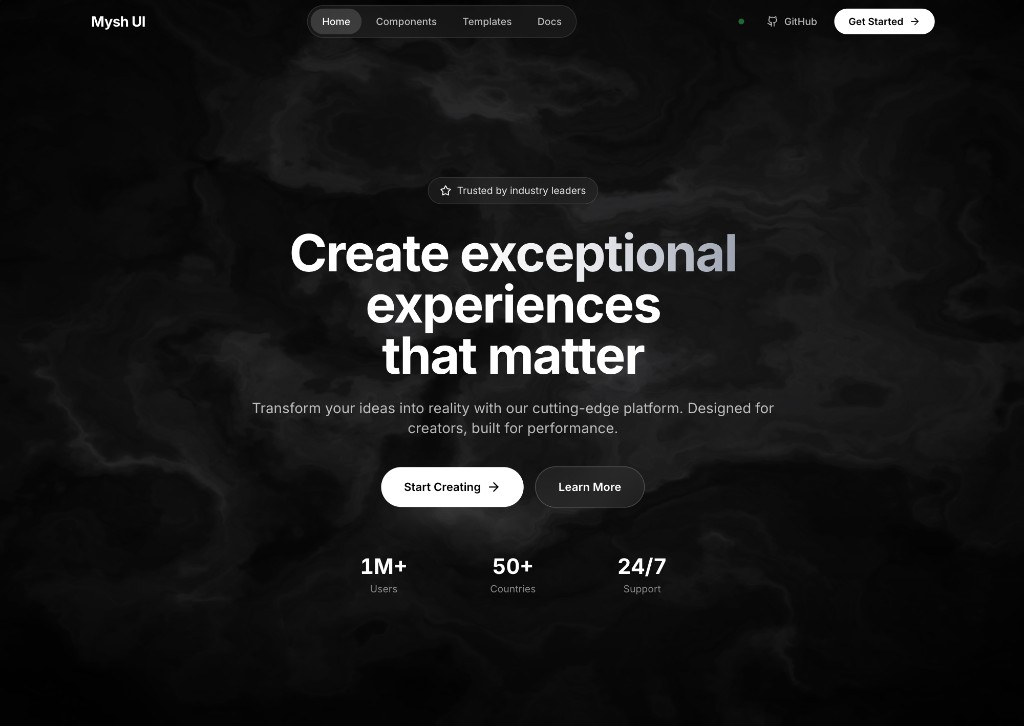 Mysh UI
Home
Components
Templates
Docs
GitHub
Get Started
Trusted by industry leaders
Create exceptional
experiences
that matter
Transform your ideas into reality with our cutting-edge platform. Designed for
creators, built for performance.
Start Creating
Learn More
1M+
Users
50+
Countries
24/7
Support